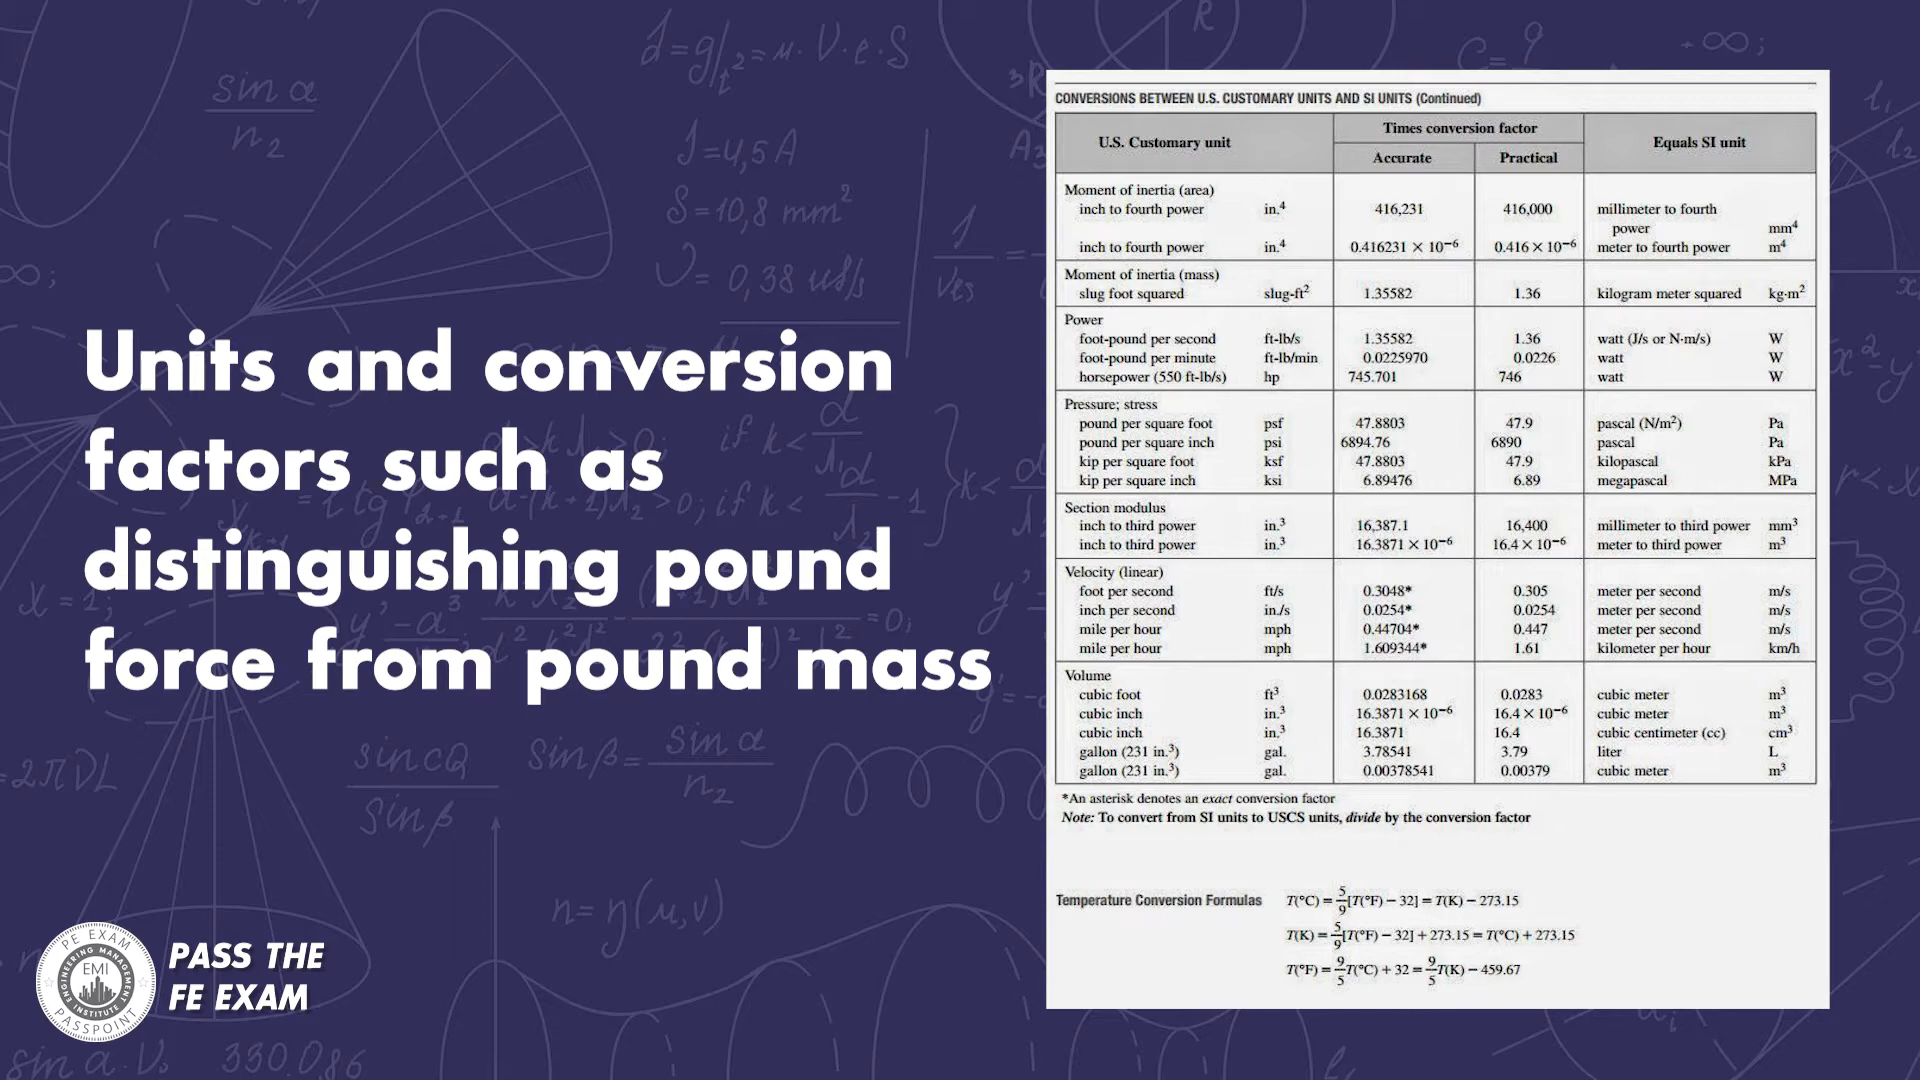 Units and conversion
factors such as
distinguishing pound
force from pound mass
CONVERSIONS BETWEEN U.S. CUSTOMARY UNITS AND SI UNITS (Continued)
U.S. Customary unit Times conversion factor Equals SI unit
Accurate Practical
Moment of inertia (area)
inch to fourth power in.⁴ 416,231 416,000 millimeter to fourth
power mm⁴
inch to fourth power in.⁴ 0.416231 × 10⁻⁶ 0.416 × 10⁻⁶ meter to fourth power m⁴
Moment of inertia (mass)
slug foot squared slug-ft² 1.35582 1.36 kilogram meter squared kg·m²
Power
foot-pound per second ft-lb/s 1.35582 1.36 watt (J/s or N·m/s) W
foot-pound per minute ft-lb/min 0.0225970 0.0226 watt W
horsepower (550 ft-lb/s) hp 745.701 746 watt W
Pressure; stress
pound per square foot psf 47.8803 47.9 pascal (N/m²) Pa
pound per square inch psi 6894.76 6890 pascal Pa
kip per square foot ksf 47.8803 47.9 kilopascal kPa
kip per square inch ksi 6.89476 6.89 megapascal MPa
Section modulus
inch to third power in.³ 16,387.1 16,400 millimeter to third power mm³
inch to third power in.³ 16.3871 × 10⁻⁶ 16.4 × 10⁻⁶ meter to third power m³
Velocity (linear)
foot per second ft/s 0.3048* 0.305 meter per second m/s
inch per second in./s 0.0254* 0.0254 meter per second m/s
mile per hour mph 0.44704* 0.447 meter per second m/s
mile per hour mph 1.609344* 1.61 kilometer per hour km/h
Volume
cubic foot ft³ 0.0283168 0.0283 cubic meter m³
cubic inch in.³ 16.3871 × 10⁻⁶ 16.4 × 10⁻⁶ cubic meter m³
cubic inch in.³ 16.3871 16.4 cubic centimeter (cc) cm³
gallon (231 in.³) gal. 3.78541 3.79 liter L
gallon (231 in.³) gal. 0.00378541 0.00379 cubic meter m³
*An asterisk denotes an exact conversion factor
Note: To convert from SI units to USCS units, divide by the conversion factor
Temperature Conversion Formulas T(°C) = 5/9[T(°F) − 32] = T(K) − 273.15
T(K) = 5/9[T(°F) − 32] + 273.15 = T(°C) + 273.15
T(°F) = 9/5T(°C) + 32 = 9/5T(K) − 459.67
PE EXAM
ENGINEERING MANAGEMENT
EMI
INSTITUTE
PASSPOINT
PASS THE
FE EXAM
sin α
n₂
J=4,5A
S=10,8 mm²
sin β = sin α
n₂
n=η(μ,v)